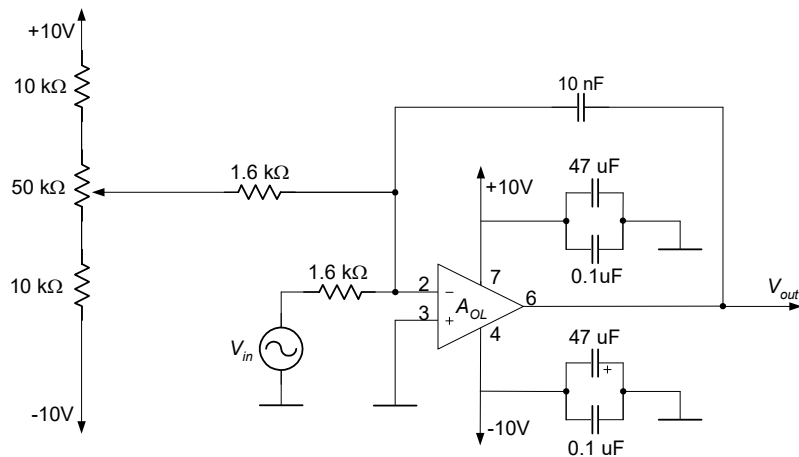 +10V
10 kΩ
50 kΩ
10 kΩ
-10V
1.6 kΩ
1.6 kΩ
V_in
10 nF
+10V
47 uF
0.1uF
2
3
−
+
A_OL
7
6
4
V_out
47 uF
+
0.1 uF
-10V